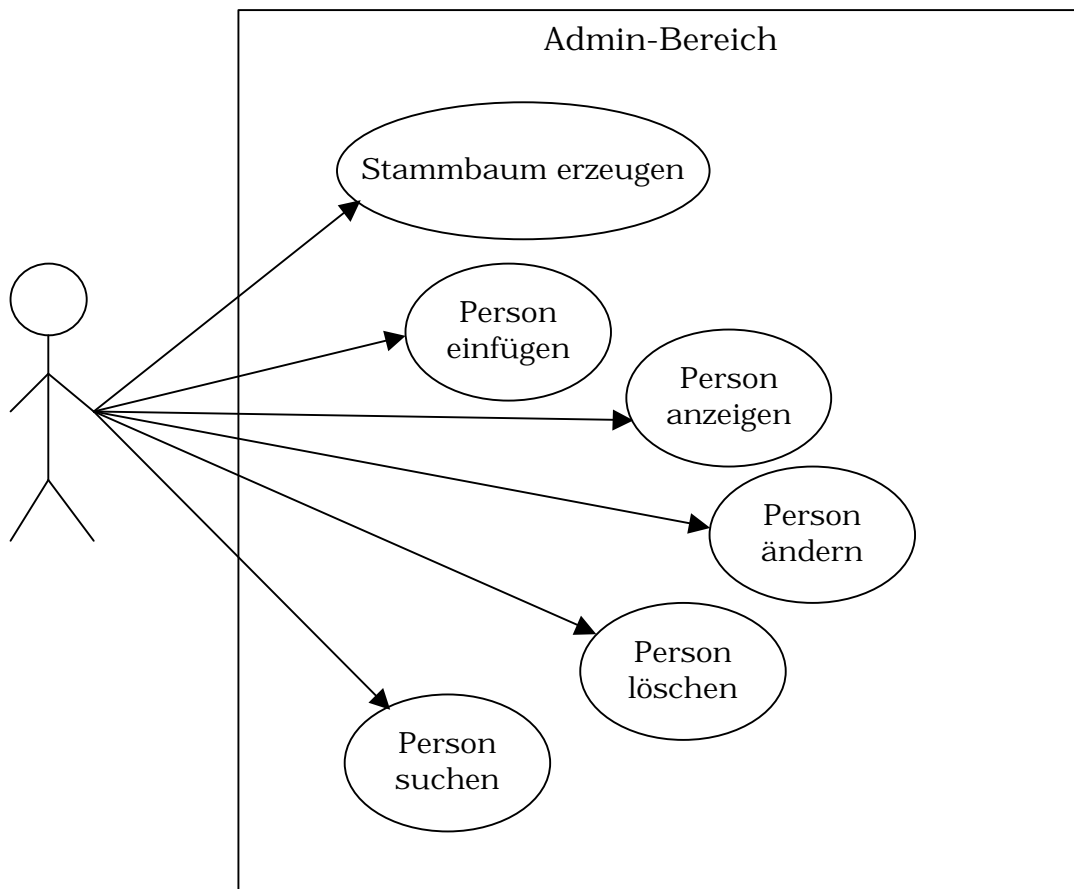 Admin-Bereich
Stammbaum erzeugen
Person
einfügen
Person
anzeigen
Person
ändern
Person
löschen
Person
suchen